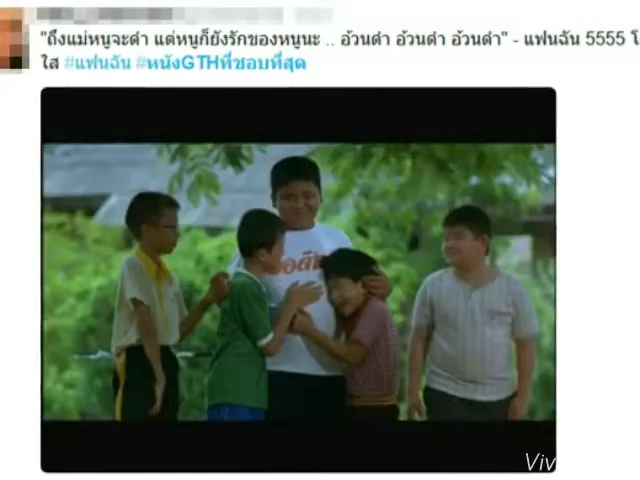 "ถึงแม่หนูจะดำ แต่หนูก็ยังรักของหนูนะ .. อ้วนดำ อ้วนดำ อ้วนดำ" - แฟนฉัน 5555 โ
ใส #แฟนฉัน #หนังGTHที่ชอบที่สุด
Viv